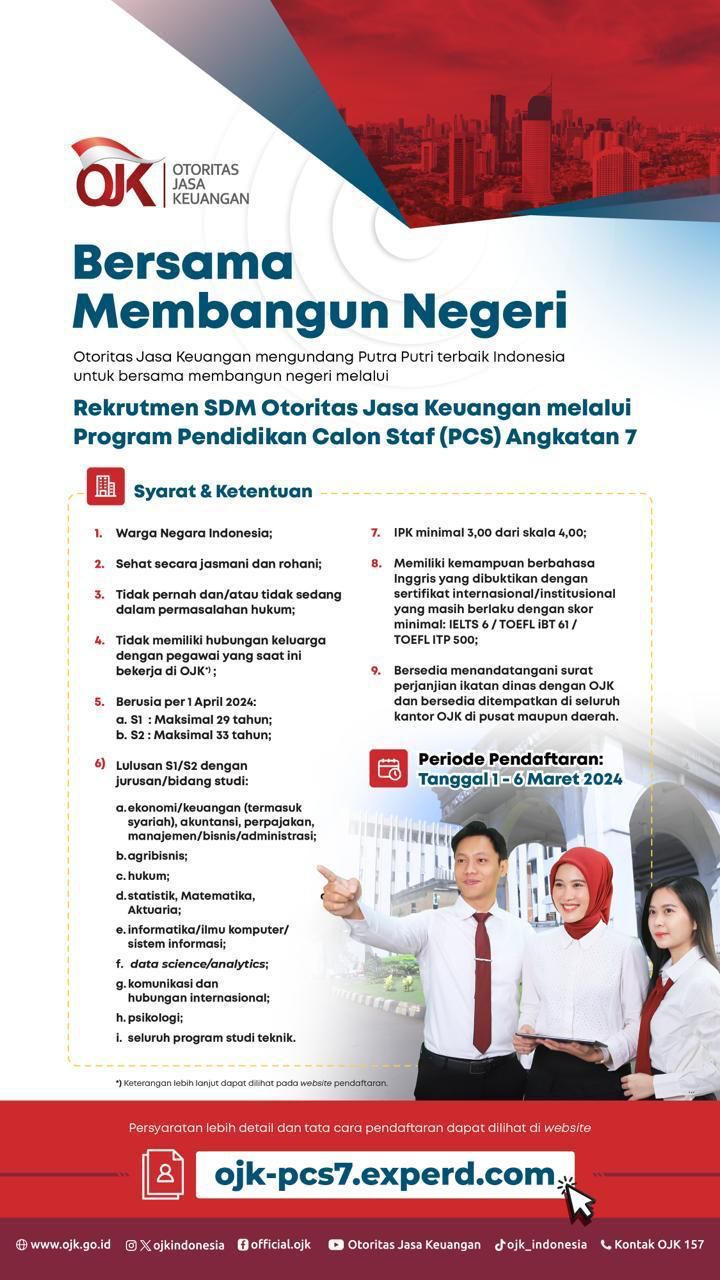 OJK
OTORITAS
JASA
KEUANGAN
Bersama
Membangun Negeri
Otoritas Jasa Keuangan mengundang Putra Putri terbaik Indonesia
untuk bersama membangun negeri melalui
Rekrutmen SDM Otoritas Jasa Keuangan melalui
Program Pendidikan Calon Staf (PCS) Angkatan 7
Syarat & Ketentuan
1. Warga Negara Indonesia;
2. Sehat secara jasmani dan rohani;
3. Tidak pernah dan/atau tidak sedang
dalam permasalahan hukum;
4. Tidak memiliki hubungan keluarga
dengan pegawai yang saat ini
bekerja di OJK*) ;
5. Berusia per 1 April 2024:
a. S1 : Maksimal 29 tahun;
b. S2 : Maksimal 33 tahun;
6) Lulusan S1/S2 dengan
jurusan/bidang studi:
a. ekonomi/keuangan (termasuk
syariah), akuntansi, perpajakan,
manajemen/bisnis/administrasi;
b. agribisnis;
c. hukum;
d. statistik, Matematika,
Aktuaria;
e. informatika/ilmu komputer/
sistem informasi;
f. data science/analytics;
g. komunikasi dan
hubungan internasional;
h. psikologi;
i. seluruh program studi teknik.
7. IPK minimal 3,00 dari skala 4,00;
8. Memiliki kemampuan berbahasa
Inggris yang dibuktikan dengan
sertifikat internasional/institusional
yang masih berlaku dengan skor
minimal: IELTS 6 / TOEFL iBT 61 /
TOEFL ITP 500;
9. Bersedia menandatangani surat
perjanjian ikatan dinas dengan OJK
dan bersedia ditempatkan di seluruh
kantor OJK di pusat maupun daerah.
Periode Pendaftaran:
Tanggal 1 - 6 Maret 2024
*) Keterangan lebih lanjut dapat dilihat pada website pendaftaran.
Persyaratan lebih detail dan tata cara pendaftaran dapat dilihat di website
ojk-pcs7.experd.com
www.ojk.go.id ojkindonesia official.ojk Otoritas Jasa Keuangan ojk_indonesia Kontak OJK 157